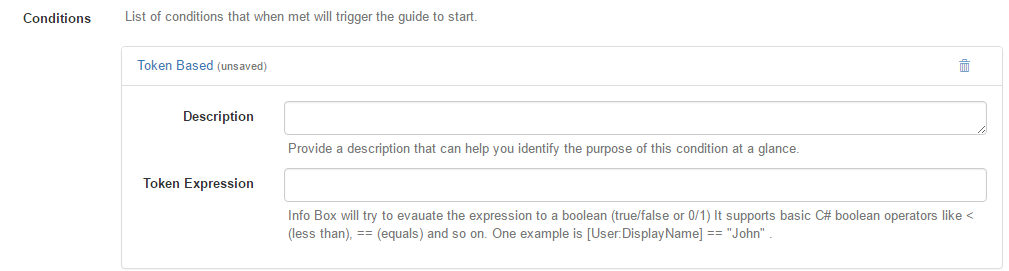 Conditions List of conditions that when met will trigger the guide to start.
Token Based (unsaved)
Description
Provide a description that can help you identify the purpose of this condition at a glance.
Token Expression
Info Box will try to evauate the expression to a boolean (true/false or 0/1) It supports basic C# boolean operators like <
(less than), == (equals) and so on. One example is [User:DisplayName] == "John" .